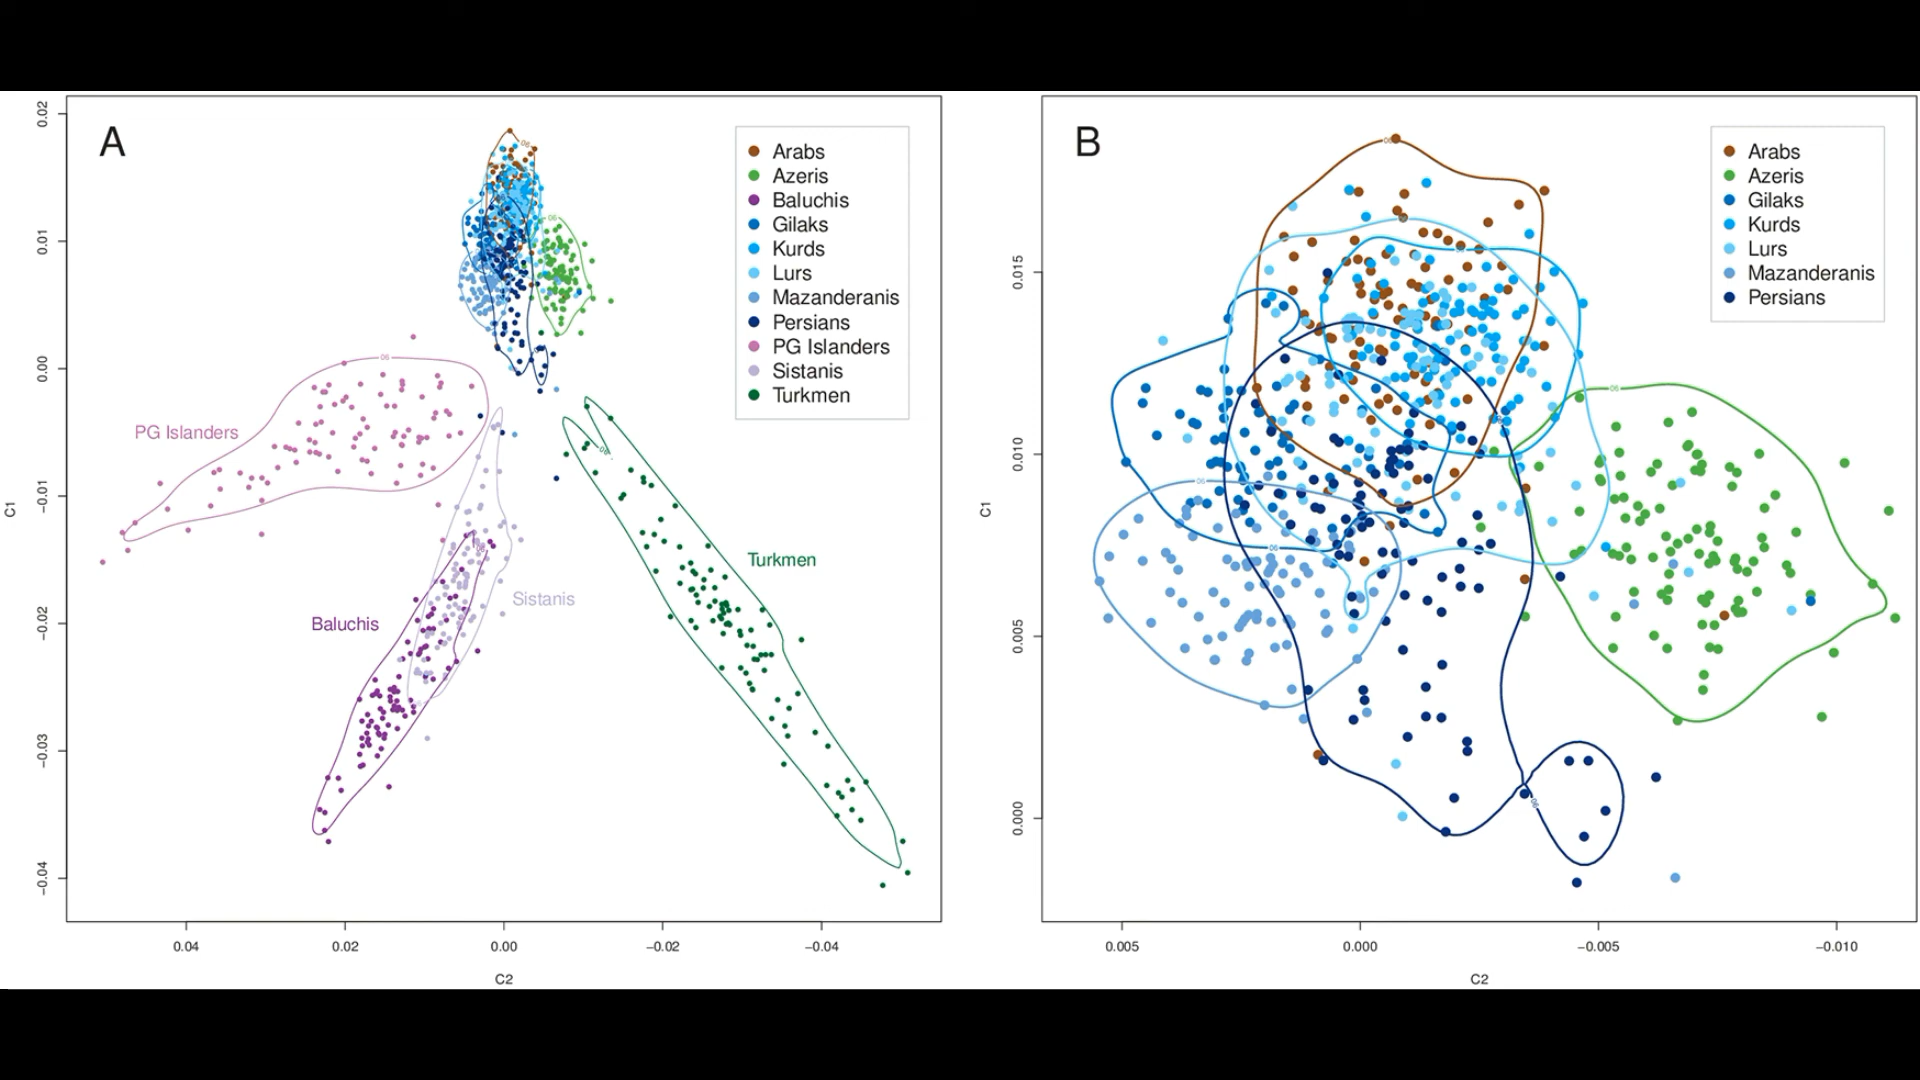 A
Arabs
Azeris
Baluchis
Gilaks
Kurds
Lurs
Mazanderanis
Persians
PG Islanders
Sistanis
Turkmen
PG Islanders
Turkmen
Sistanis
Baluchis
0.02
0.01
0.00
−0.01
−0.02
−0.03
−0.04
C1
0.04
0.02
0.00
−0.02
−0.04
C2
B
Arabs
Azeris
Gilaks
Kurds
Lurs
Mazanderanis
Persians
0.015
0.010
0.005
0.000
C1
0.005
0.000
−0.005
−0.010
C2